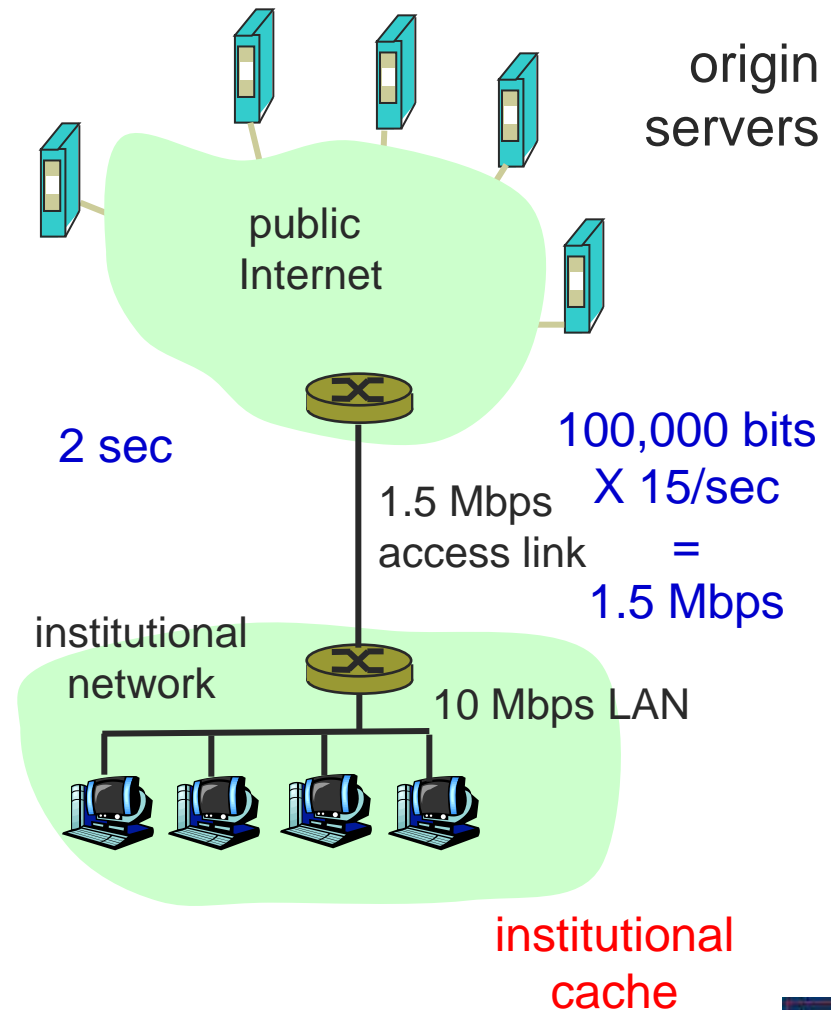 origin
servers
public
Internet
2 sec
100,000 bits
X 15/sec
=
1.5 Mbps
1.5 Mbps
access link
institutional
network
10 Mbps LAN
institutional
cache